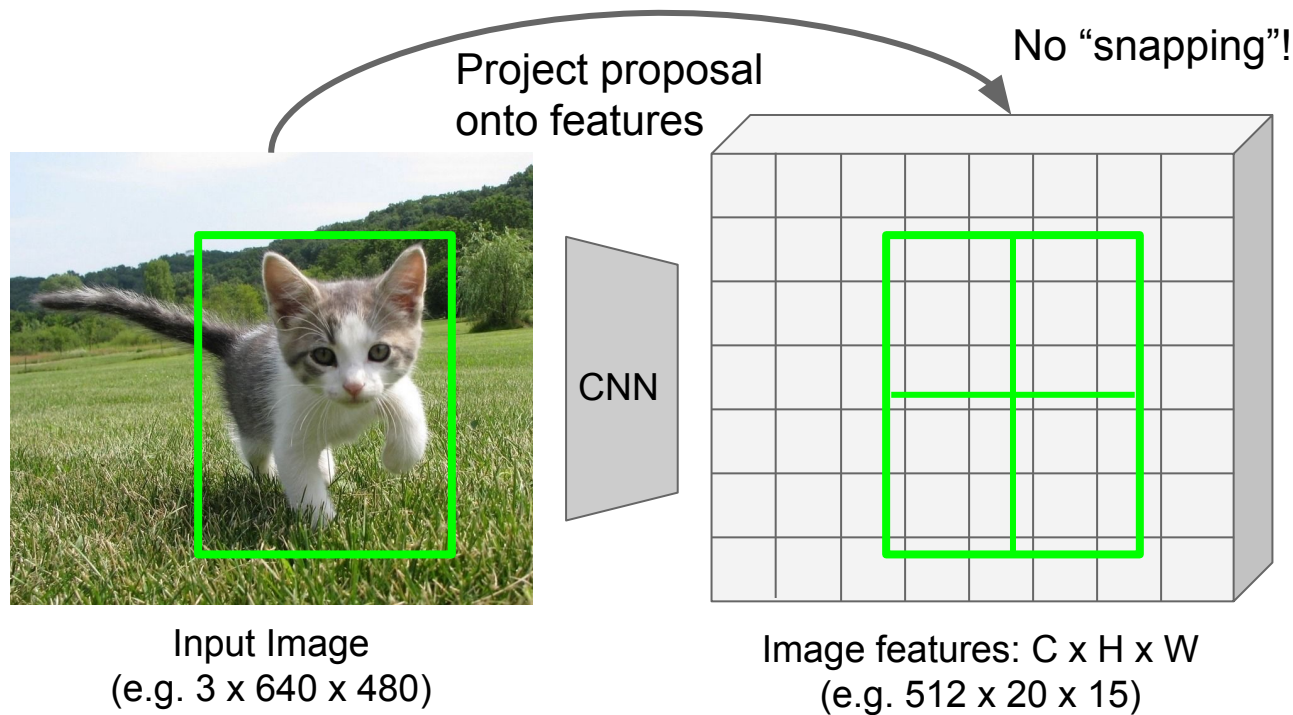 No “snapping”!
Project proposal
onto features
CNN
Input Image
(e.g. 3 x 640 x 480)
Image features: C x H x W
(e.g. 512 x 20 x 15)